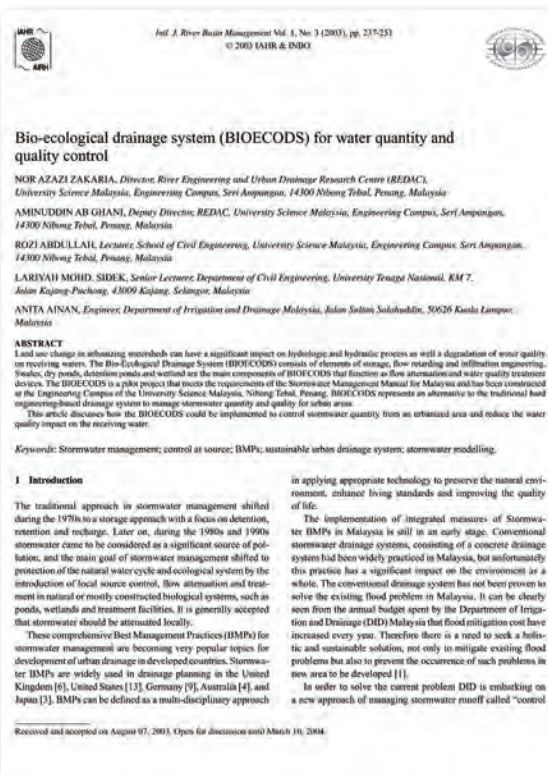 IAHR
AIRH
Intl. J. River Basin Management Vol. 1, No. 3 (2003), pp. 237-251
© 2003 IAHR & INBO
Bio-ecological drainage system (BIOECODS) for water quantity and
quality control
NOR AZAZI ZAKARIA, Director, River Engineering and Urban Drainage Research Centre (REDAC),
University Science Malaysia, Engineering Campus, Seri Ampangan, 14300 Nibong Tebal, Penang, Malaysia
AMINUDDIN AB GHANI, Deputy Director, REDAC, University Science Malaysia, Engineering Campus, Seri Ampangan,
14300 Nibong Tebal, Penang, Malaysia
ROZI ABDULLAH, Lecturer, School of Civil Engineering, University Science Malaysia, Engineering Campus, Seri Ampangan,
14300 Nibong Tebal, Penang, Malaysia
LARIYAH MOHD. SIDEK, Senior Lecturer, Department of Civil Engineering, University Tenaga Nasional, KM 7,
Jalan Kajang-Puchong, 43009 Kajang, Selangor, Malaysia
ANITA AINAN, Engineer, Department of Irrigation and Drainage Malaysia, Jalan Sultan Salahuddin, 50626 Kuala Lumpur,
Malaysia
ABSTRACT
Land use change in urbanizing watersheds can have a significant impact on hydrologic and hydraulic process as well a degradation of water quality
on receiving waters. The Bio-Ecological Drainage System (BIOECODS) consists of elements of storage, flow retarding and infiltration engineering.
Swales, dry ponds, detention ponds and wetland are the main components of BIOECODS that function as flow attenuation and water quality treatment
devices. The BIOECODS is a pilot project that meets the requirements of the Stormwater Management Manual for Malaysia and has been constructed
at the Engineering Campus of the University Science Malaysia, Nibong Tebal, Penang. BIOECODS represents an alternative to the traditional hard
engineering-based drainage system to manage stormwater quantity and quality for urban areas.
This article discusses how the BIOECODS could be implemented to control stormwater quantity from an urbanized area and reduce the water
quality impact on the receiving water.
Keywords: Stormwater management; control at source; BMPs; sustainable urban drainage system; stormwater modelling.
1 Introduction
The traditional approach in stormwater management shifted
during the 1970s to a storage approach with a focus on detention,
retention and recharge. Later on, during the 1980s and 1990s
stormwater came to be considered as a significant source of pol-
lution, and the main goal of stormwater management shifted to
protection of the natural water cycle and ecological system by the
introduction of local source control, flow attenuation and treat-
ment in natural or mostly constructed biological systems, such as
ponds, wetlands and treatment facilities. It is generally accepted
that stormwater should be attenuated locally.
These comprehensive Best Management Practices (BMPs) for
stormwater management are becoming very popular topics for
development of urban drainage in developed countries. Stormwa-
ter BMPs are widely used in drainage planning in the United
Kingdom [6], United States [13], Germany [9], Australia [4], and
Japan [3]. BMPs can be defined as a multi-disciplinary approach
in applying appropriate technology to preserve the natural envi-
ronment, enhance living standards and improving the quality
of life.
The implementation of integrated measures of Stormwa-
ter BMPs in Malaysia is still in an early stage. Conventional
stormwater drainage systems, consisting of a concrete drainage
system had been widely practiced in Malaysia, but unfortunately
this practice has a significant impact on the environment as a
whole. The conventional drainage system has not been proven to
solve the existing flood problem in Malaysia. It can be clearly
seen from the annual budget spent by the Department of Irriga-
tion and Drainage (DID) Malaysia that flood mitigation cost have
increased every year. Therefore there is a need to seek a holis-
tic and sustainable solution, not only to mitigate existing flood
problems but also to prevent the occurrence of such problems in
new area to be developed [1].
In order to solve the current problem DID is embarking on
a new approach of managing stormwater runoff called "control
Received and accepted on August 07, 2003. Open for discussion until March 10, 2004.